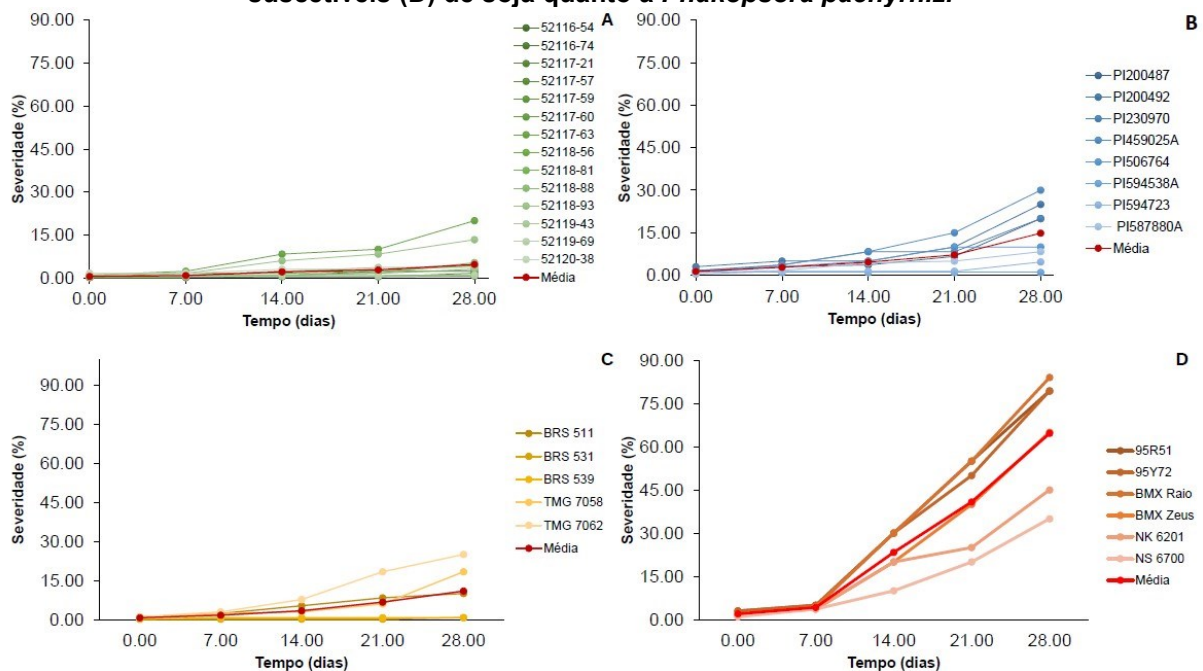 suscetíveis (D) de soja quanto à Phakopsora pachyrhizi
A
90.00
75.00
60.00
45.00
30.00
15.00
0.00
Severidade (%)
0.00 7.00 14.00 21.00 28.00
Tempo (dias)
52116-54
52116-74
52117-21
52117-57
52117-59
52117-60
52117-63
52118-56
52118-81
52118-88
52118-93
52119-43
52119-69
52120-38
Média
B
90.00
75.00
60.00
45.00
30.00
15.00
0.00
Severidade (%)
0.00 7.00 14.00 21.00 28.00
Tempo (dias)
PI200487
PI200492
PI230970
PI459025A
PI506764
PI594538A
PI594723
PI587880A
Média
C
90.00
75.00
60.00
45.00
30.00
15.00
0.00
Severidade (%)
0.00 7.00 14.00 21.00 28.00
Tempo (dias)
BRS 511
BRS 531
BRS 539
TMG 7058
TMG 7062
Média
D
90.00
75.00
60.00
45.00
30.00
15.00
0.00
Severidade (%)
0.00 7.00 14.00 21.00 28.00
Tempo (dias)
95R51
95Y72
BMX Raio
BMX Zeus
NK 6201
NS 6700
Média